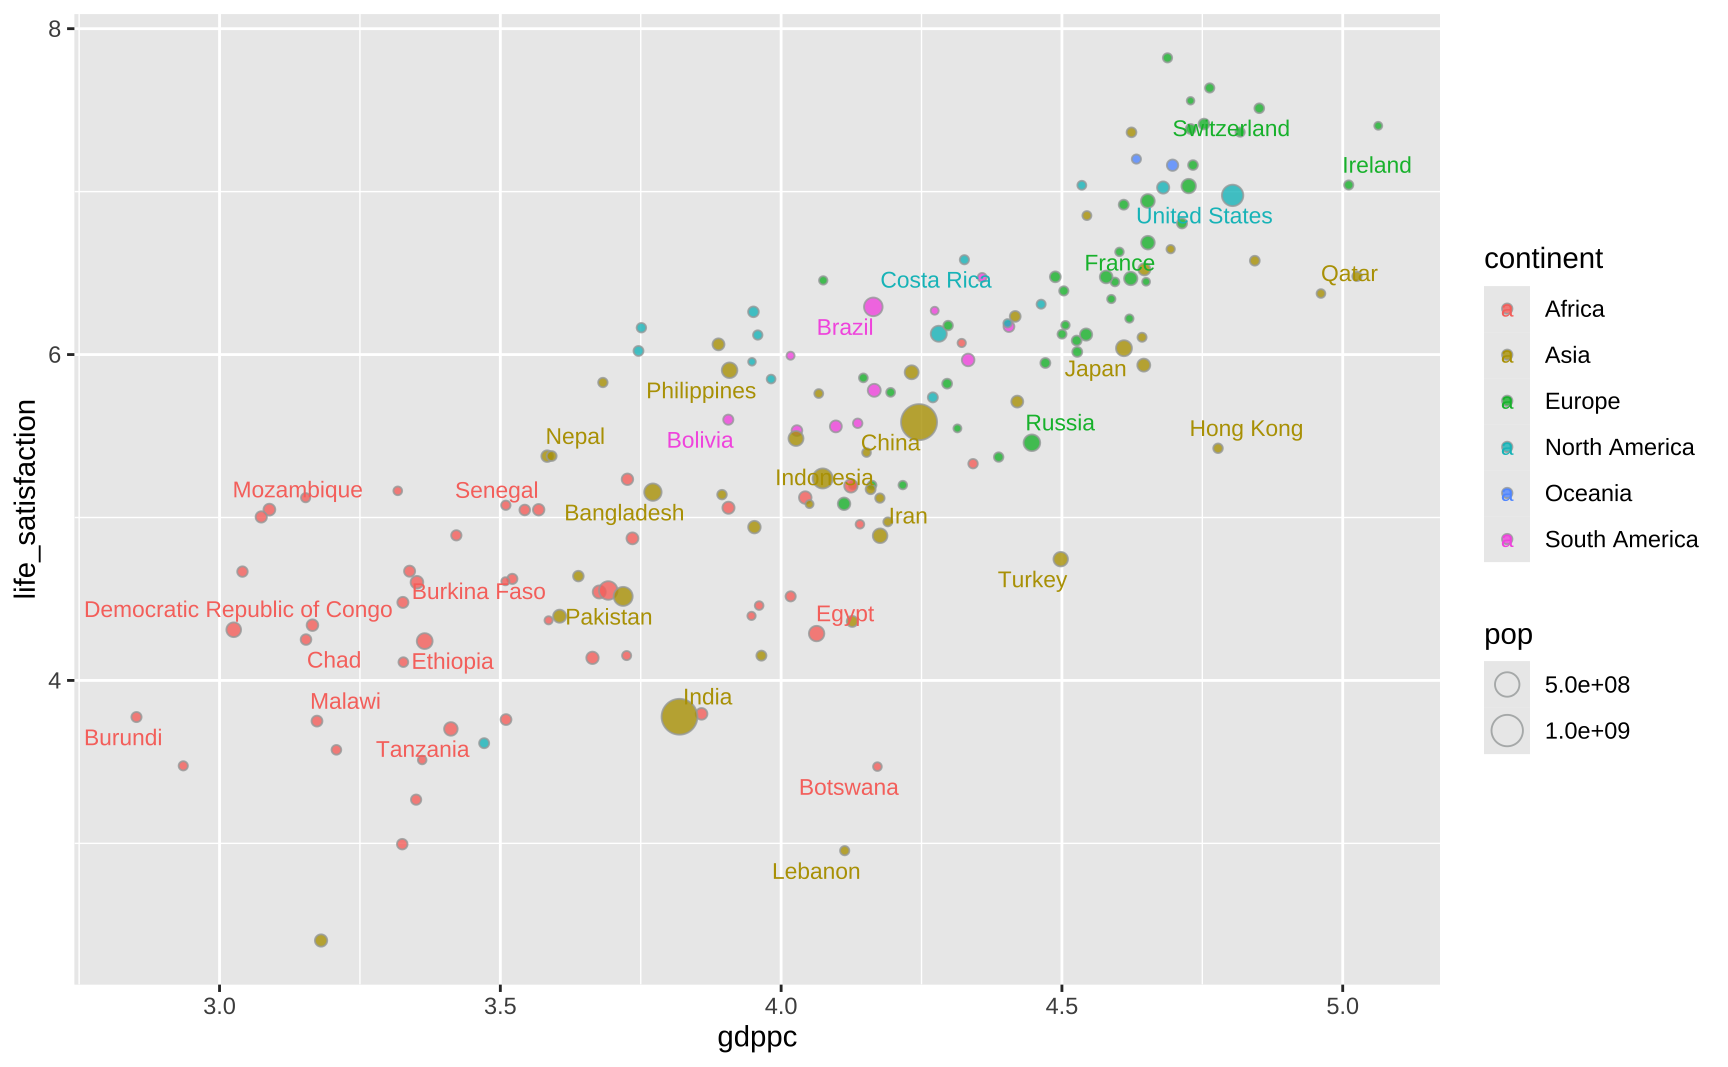 8
Switzerland
Ireland
United States
France
Qatar
Costa Rica
Brazil
6
Japan
Philippines
Russia
Hong Kong
Nepal
Bolivia
China
Indonesia
Mozambique
Senegal
Bangladesh
Iran
Turkey
Burkina Faso
Democratic Republic of Congo
Pakistan
Egypt
Chad
Ethiopia
4
Malawi
India
Burundi
Tanzania
Botswana
Lebanon
life_satisfaction
3.0 3.5 4.0 4.5 5.0
gdppc
continent
a Africa
a Asia
a Europe
a North America
a Oceania
a South America
pop
5.0e+08
1.0e+09